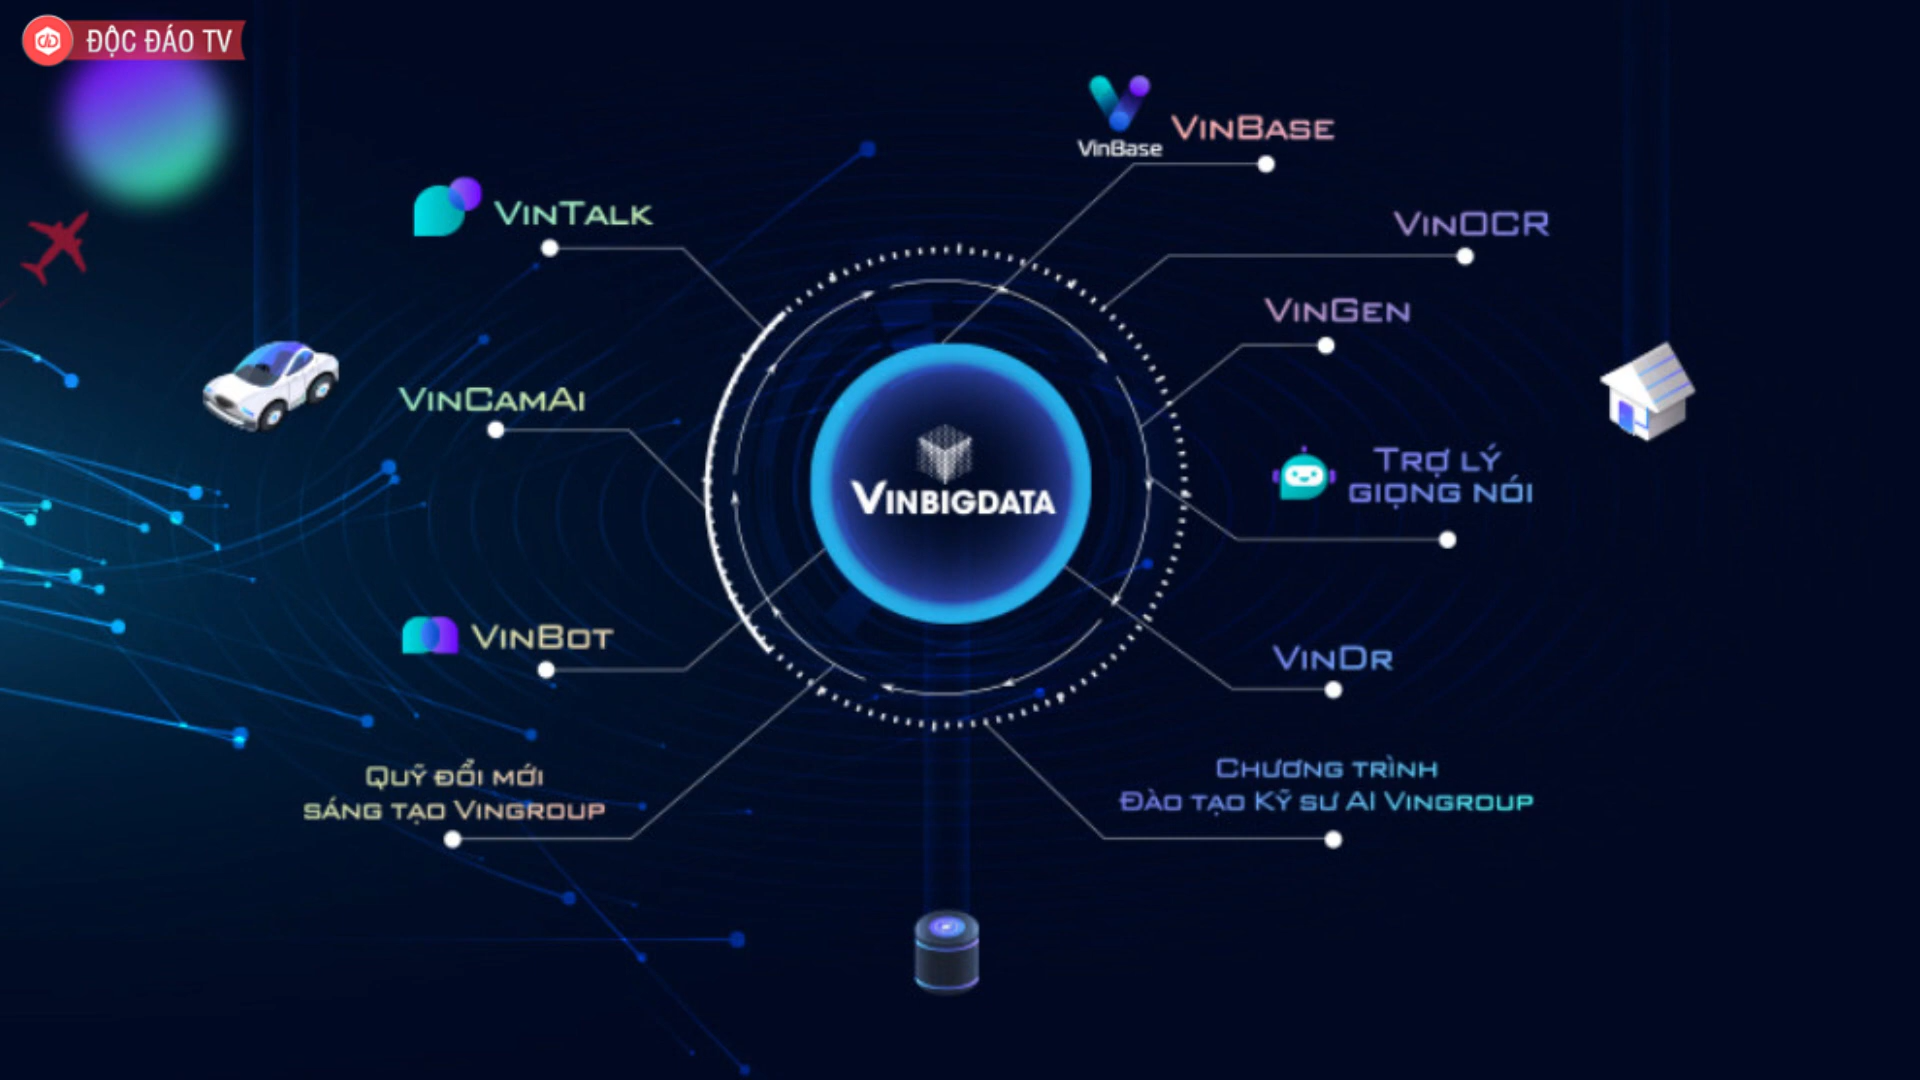 ĐỘC ĐÁO TV
VinBase
VINBASE
VINTALK
VINOCR
VINGEN
VINCAMAI
TRỢ LÝ
GIỌNG NÓI
VINBIGDATA
VINBOT
VINDR
QUỸ ĐỔI MỚI
SÁNG TẠO VINGROUP
CHƯƠNG TRÌNH
ĐÀO TẠO KỸ SƯ AI VINGROUP